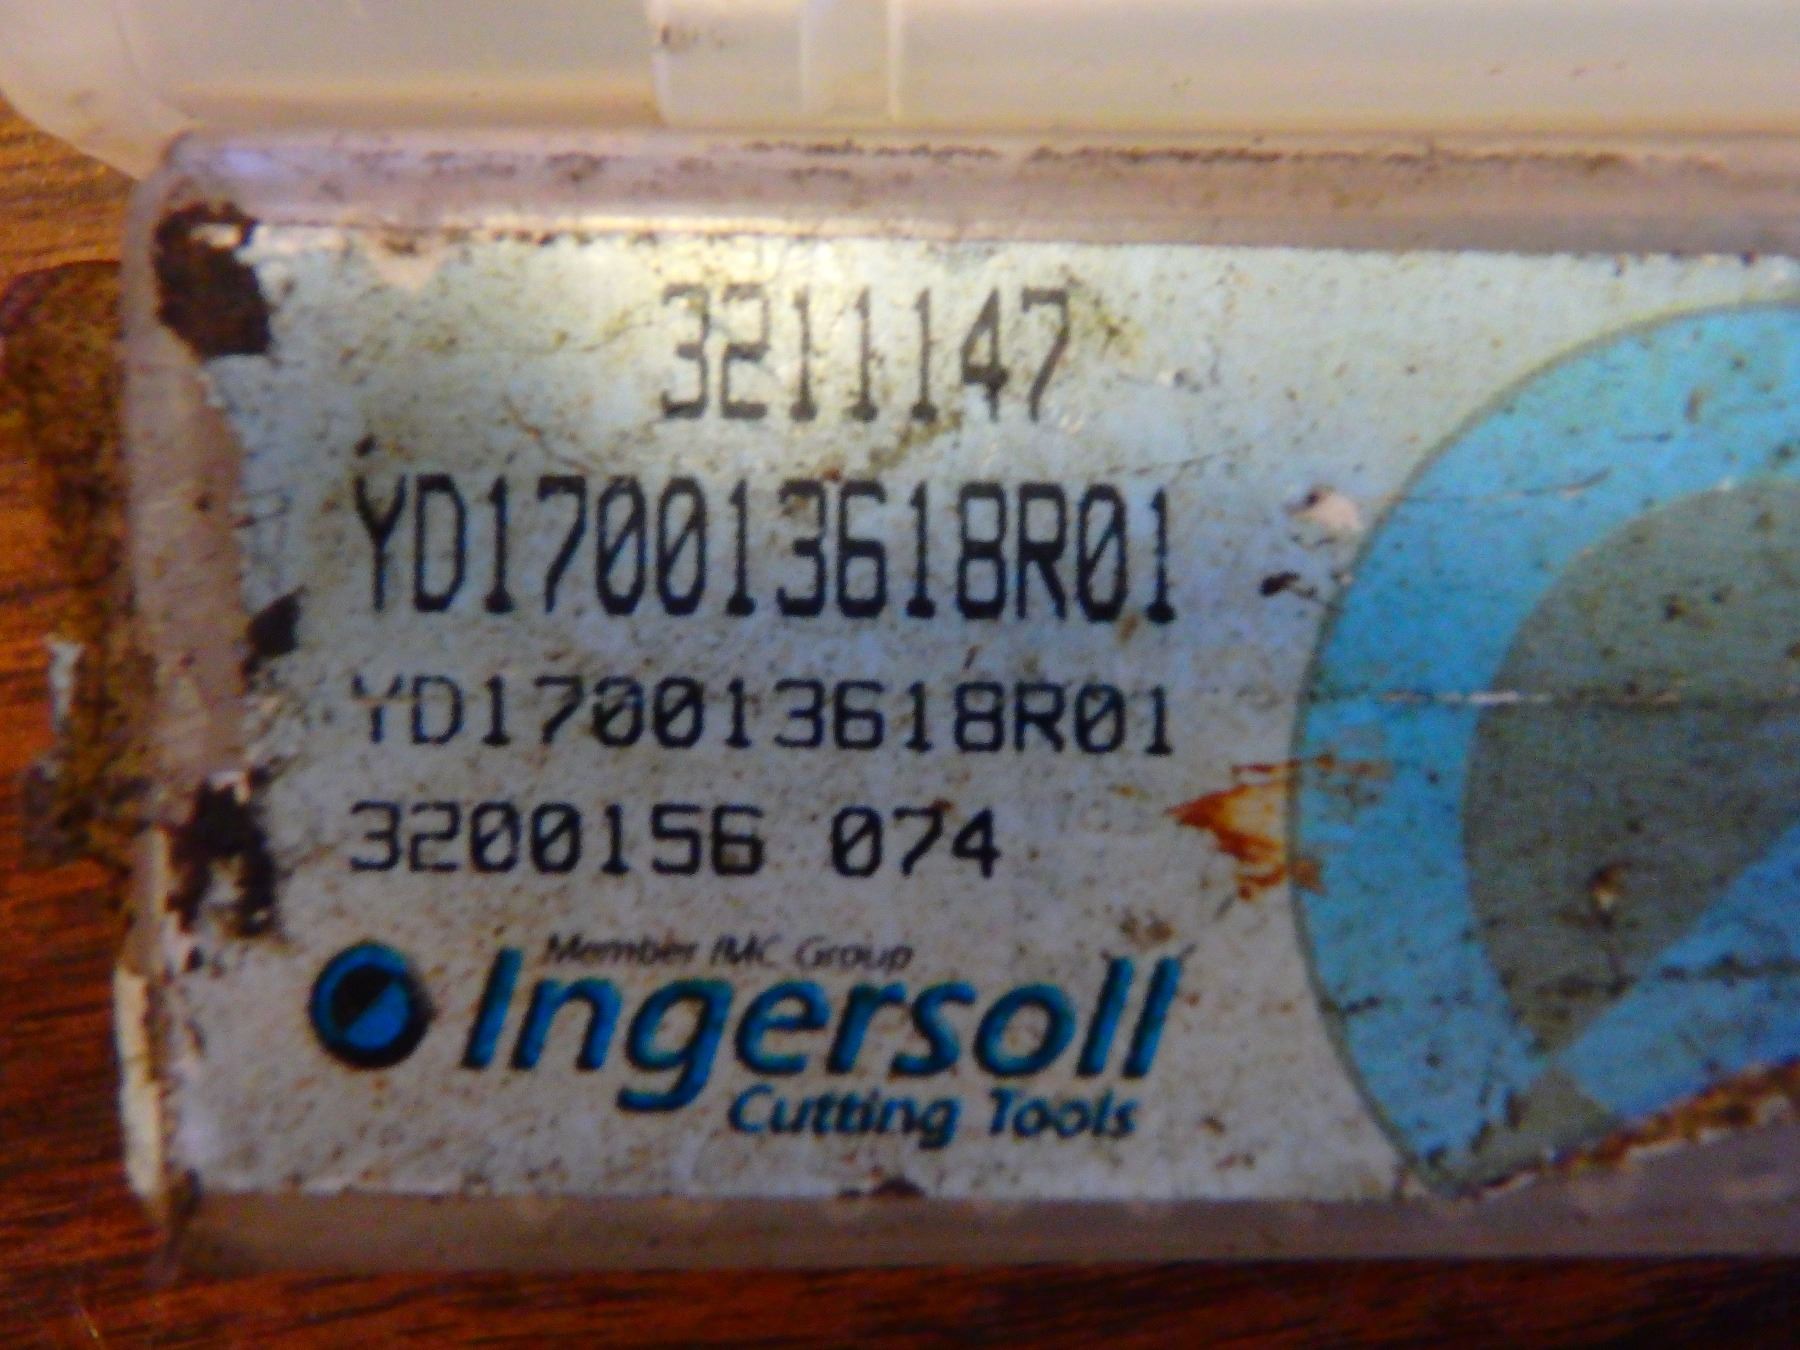 3211147
YD170013618R01
YD170013618R01
3200156 074
Member IMC Group
Ingersoll
Cutting Tools